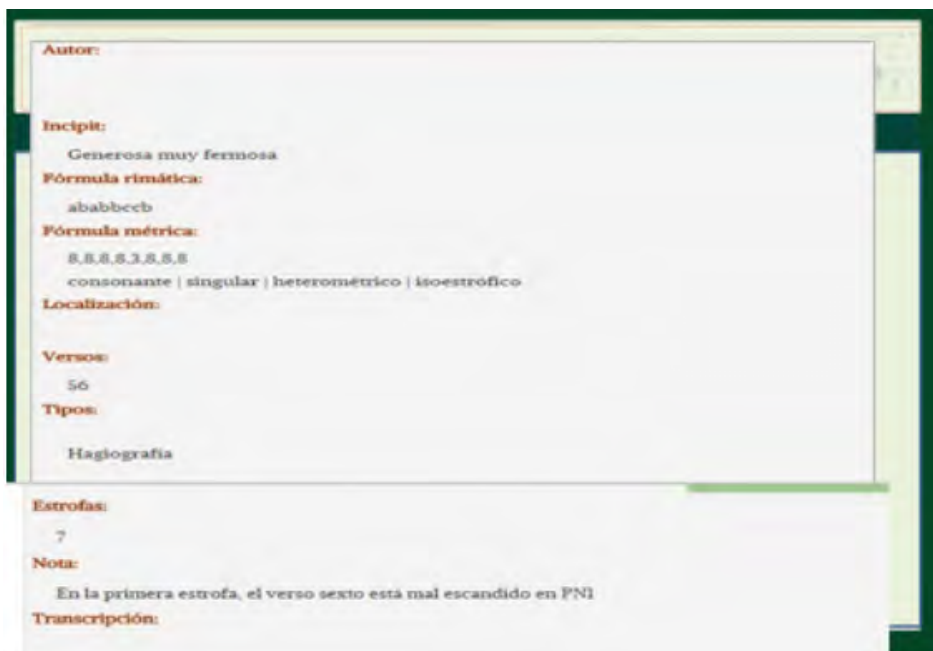 Autor:
Incipit:
Generosa muy fermosa
Fórmula rimática:
ababbccb
Fórmula métrica:
8,8,8,8,3,8,8,8
consonante | singular | heterométrico | isoestrófico
Localización:
Versos:
56
Tipos:
Hagiografía
Estrofas:
7
Nota:
En la primera estrofa, el verso sexto está mal escandido en PN1
Transcripción: